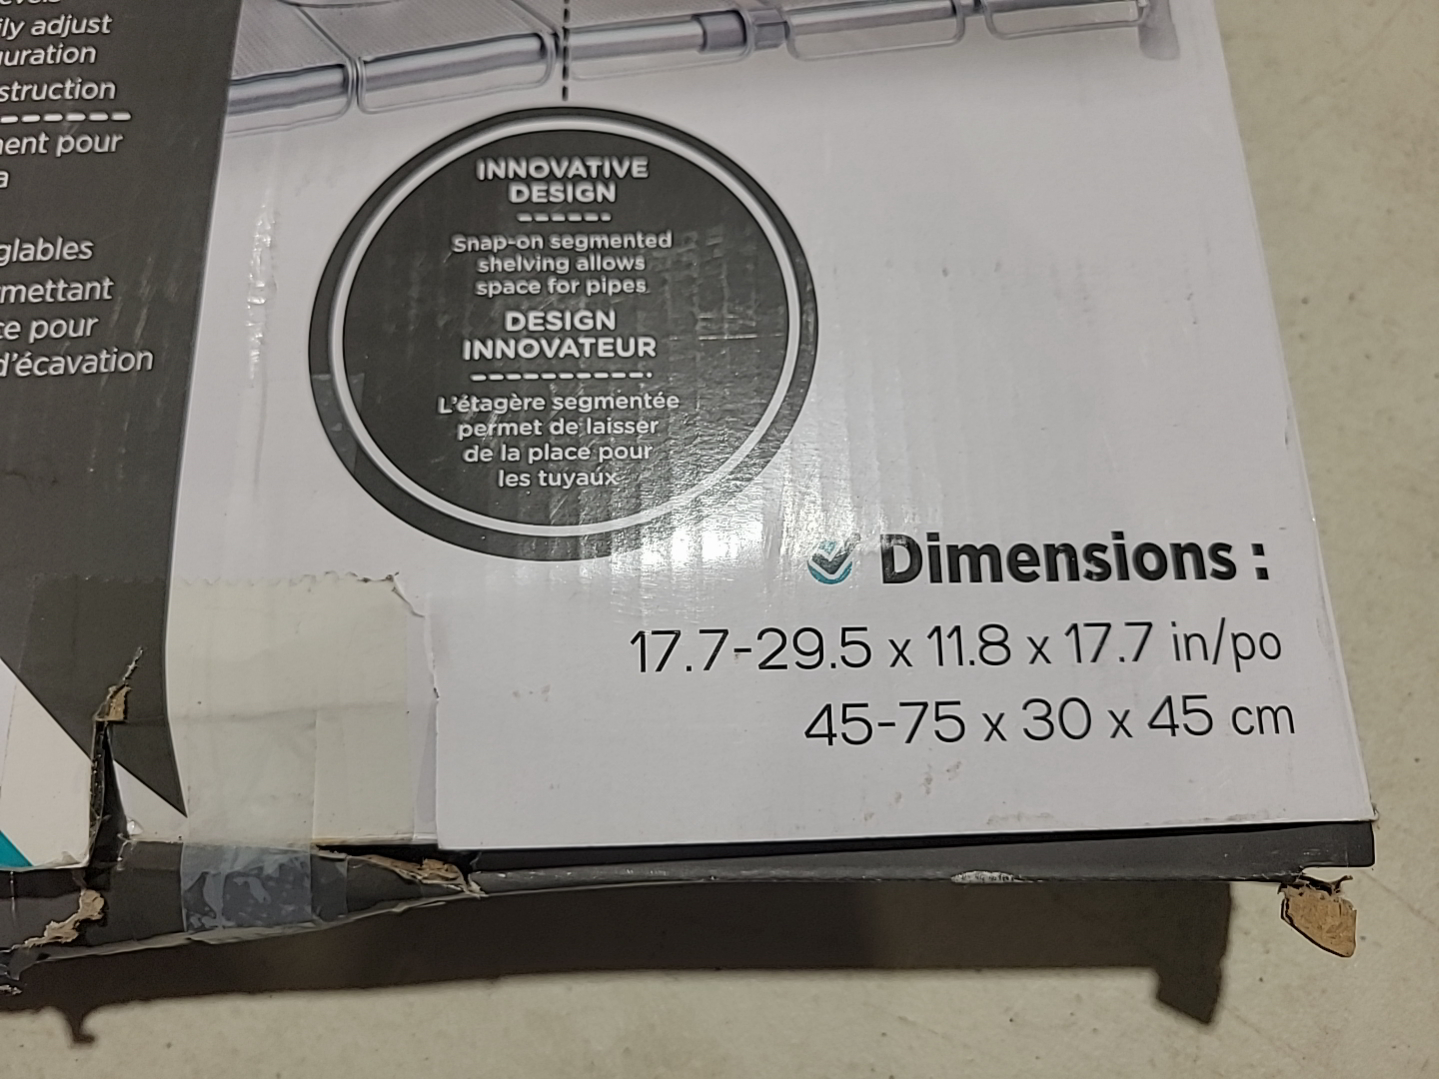 ily adjust
uration
struction
ent pour
a
glables
mettant
ce pour
d'écavation
INNOVATIVE
DESIGN
Snap-on segmented
shelving allows
space for pipes
DESIGN
INNOVATEUR
L'étagère segmentée
permet de laisser
de la place pour
les tuyaux
Dimensions :
17.7-29.5 x 11.8 x 17.7 in/po
45-75 x 30 x 45 cm